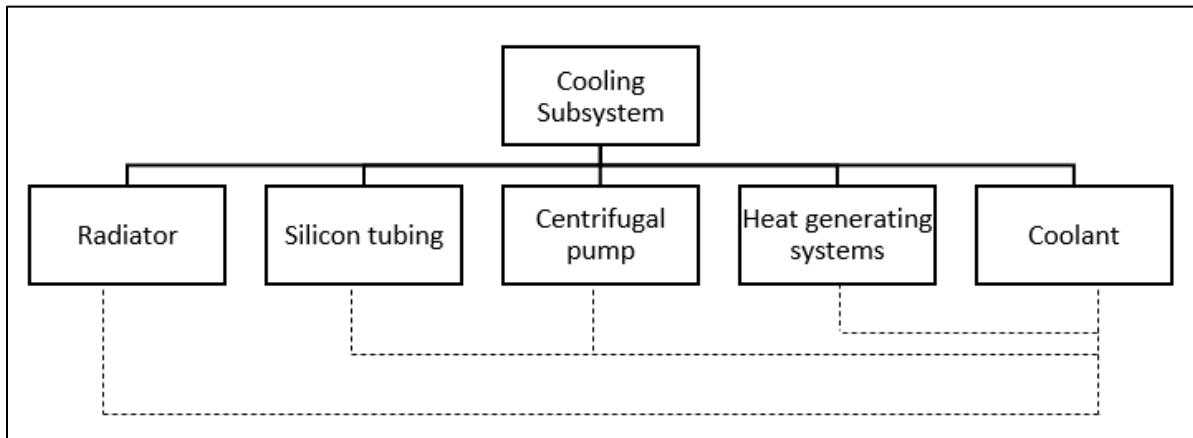 Cooling
Subsystem
Radiator
Silicon tubing
Centrifugal
pump
Heat generating
systems
Coolant